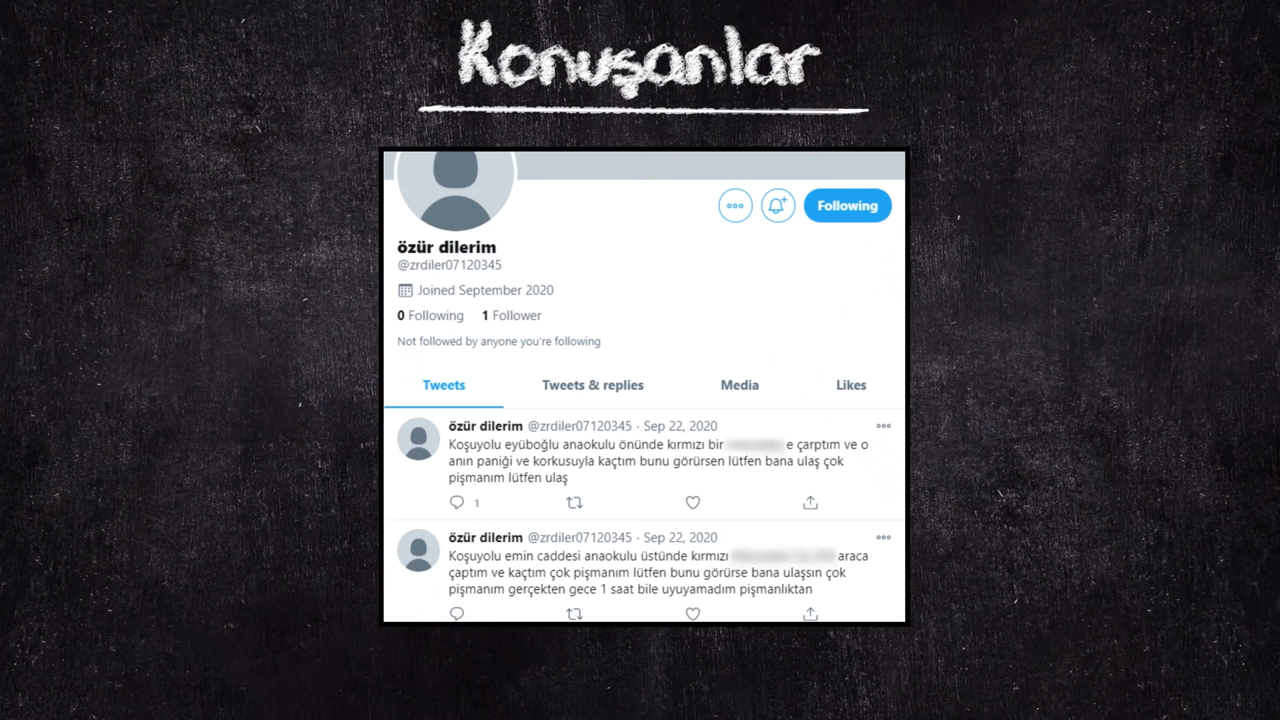 Konuşanlar
Following
özür dilerim
@zrdiler07120345
Joined September 2020
0 Following 1 Follower
Not followed by anyone you're following
Tweets Tweets & replies Media Likes
özür dilerim @zrdiler07120345 · Sep 22, 2020
Koşuyolu eyüboğlu anaokulu önünde kırmızı bir e çarptım ve o
anın paniği ve korkusuyla kaçtım bunu görürsen lütfen bana ulaş çok
pişmanım lütfen ulaş
1
özür dilerim @zrdiler07120345 · Sep 22, 2020
Koşuyolu emin caddesi anaokulu üstünde kırmızı araca
çaptım ve kaçtım çok pişmanım lütfen bunu görürse bana ulaşsın çok
pişmanım gerçekten gece 1 saat bile uyuyamadım pişmanlıktan